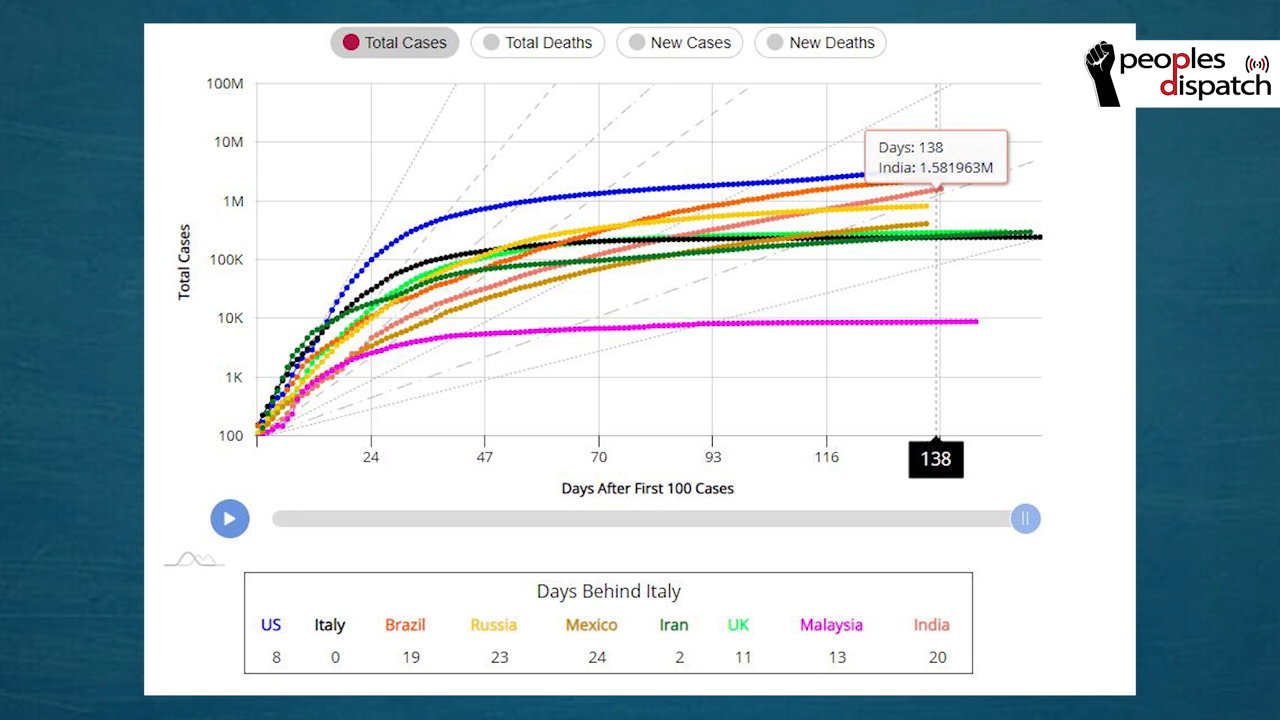 Total Cases Total Deaths New Cases New Deaths
peoples
dispatch
100M
10M
1M
100K
10K
1K
100
Total Cases
Days: 138
India: 1.581963M
24 47 70 93 116 138
Days After First 100 Cases
Days Behind Italy
US Italy Brazil Russia Mexico Iran UK Malaysia India
8 0 19 23 24 2 11 13 20